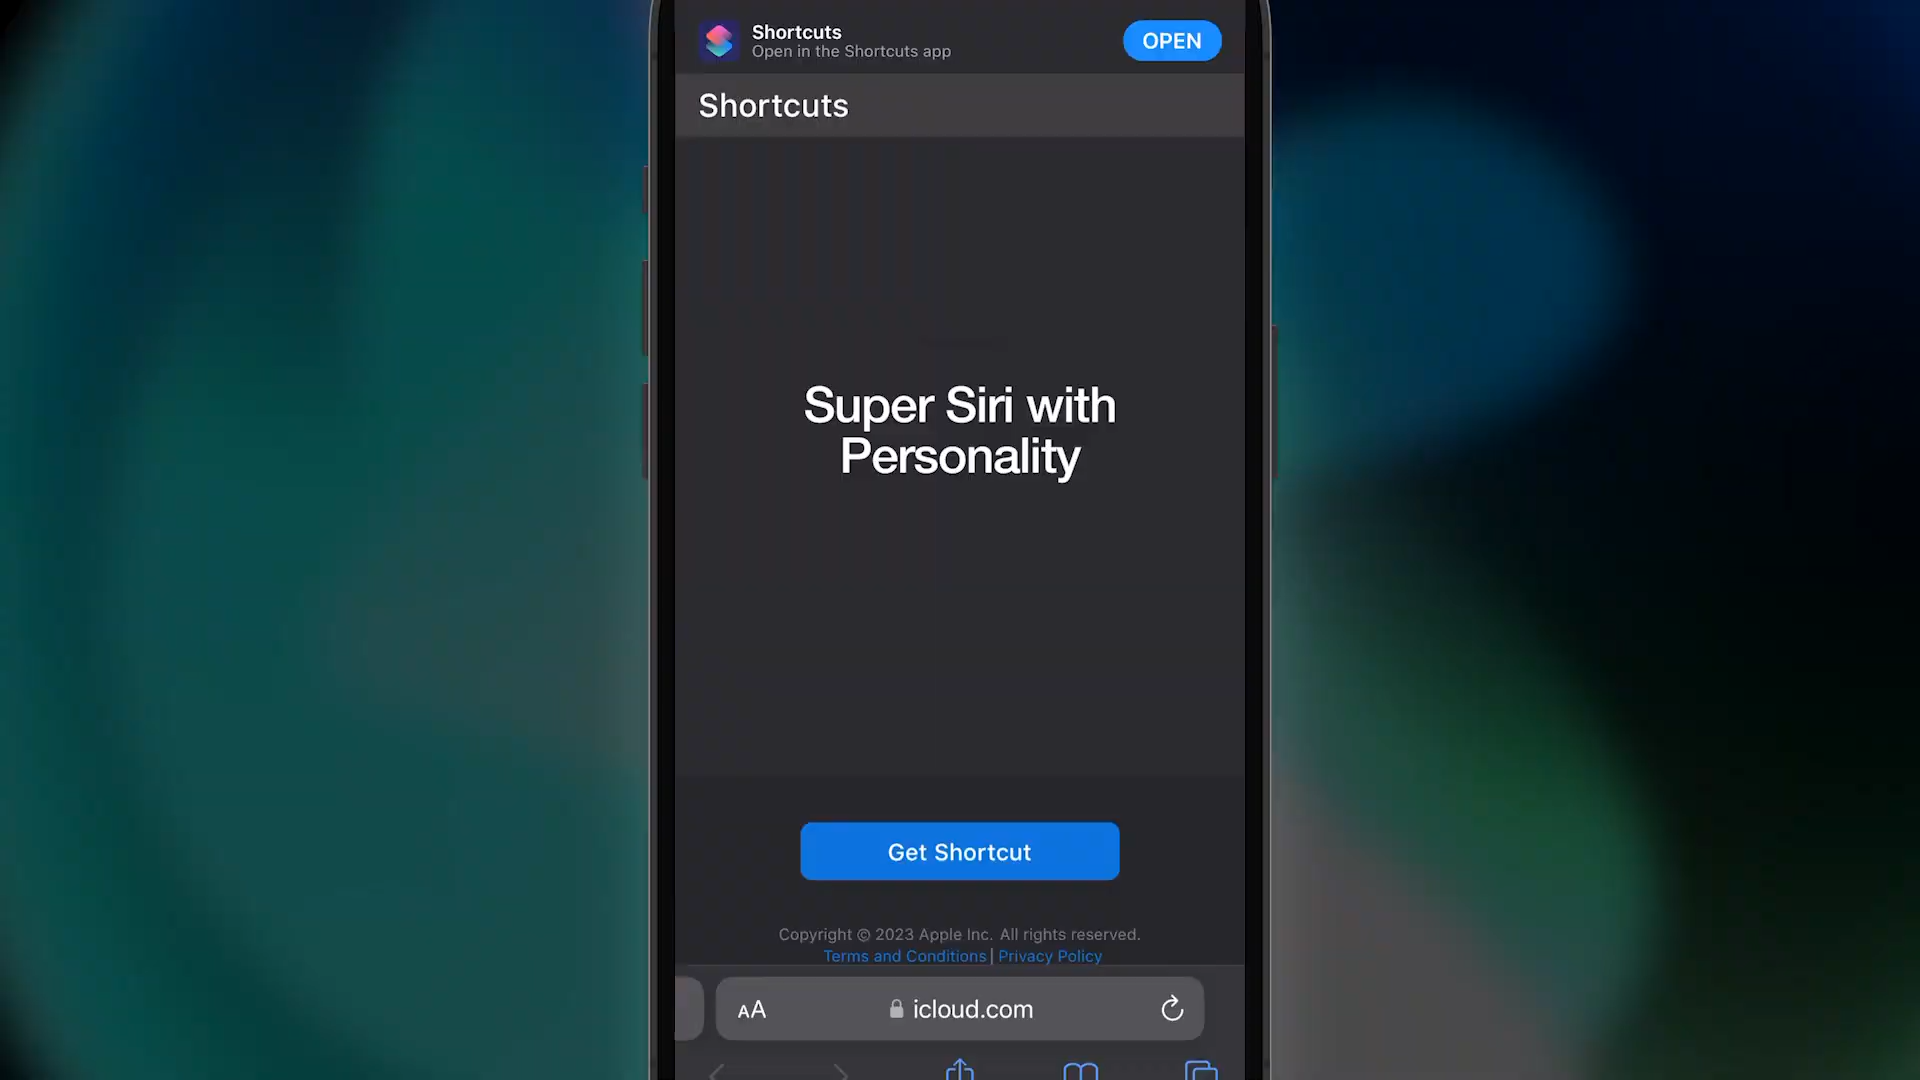 Shortcuts
Open in the Shortcuts app
OPEN
Shortcuts
Super Siri with
Personality
Get Shortcut
Copyright © 2023 Apple Inc. All rights reserved.
Terms and Conditions | Privacy Policy
AA
icloud.com